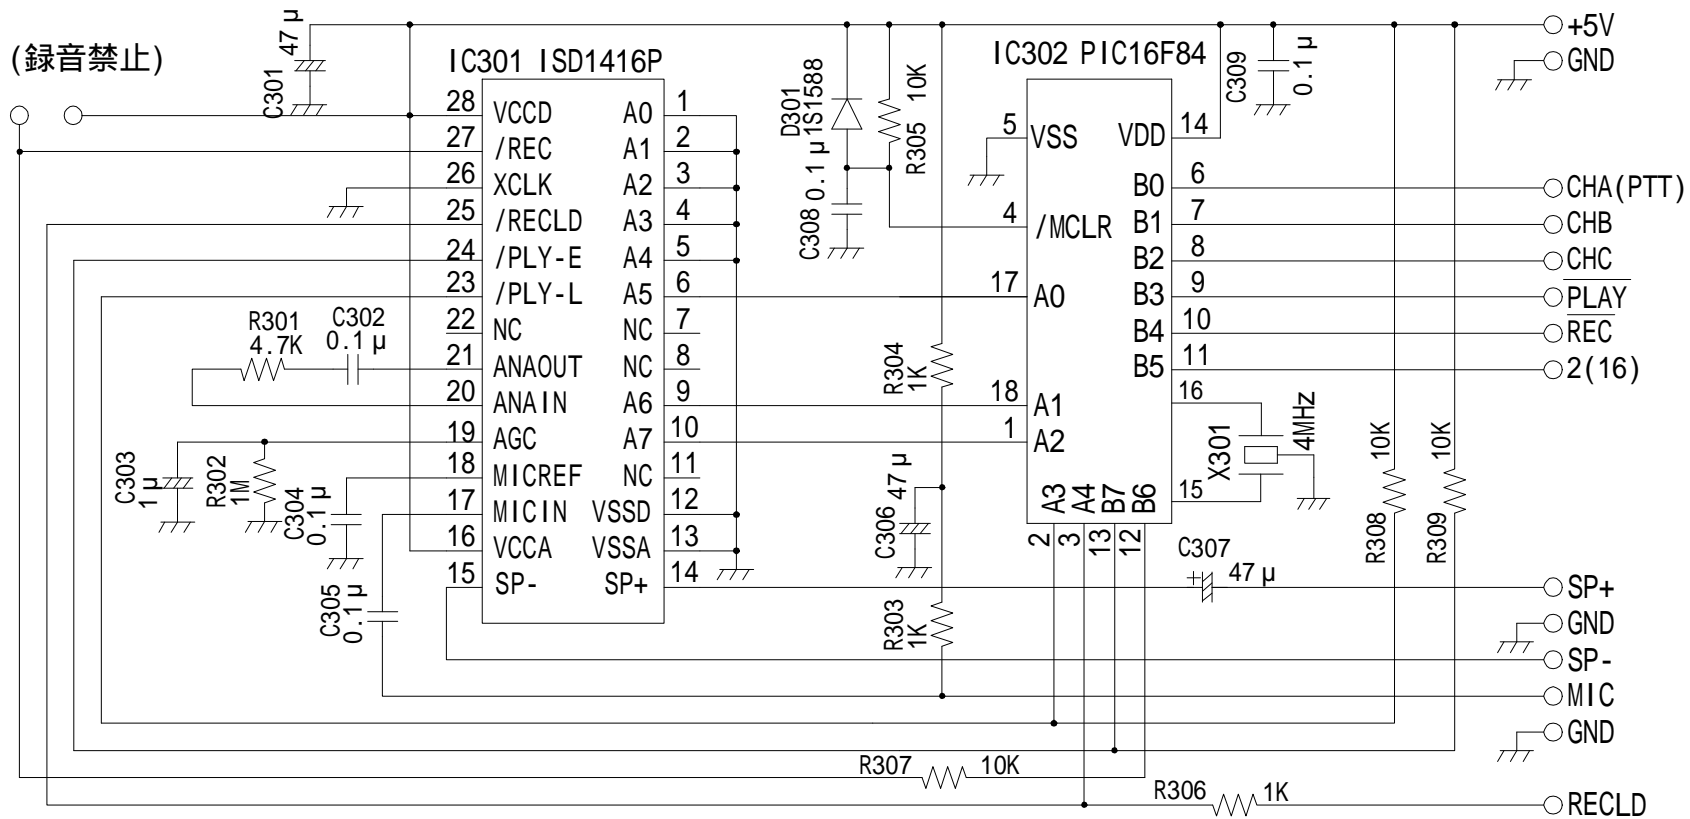 (録音禁止)
47μ
C301
IC301 ISD1416P
28 VCCD A0 1
27 /REC A1 2
26 XCLK A2 3
25 /RECLD A3 4
24 /PLY-E A4 5
23 /PLY-L A5 6
22 NC NC 7
21 ANAOUT NC 8
20 ANAIN A6 9
19 AGC A7 10
18 MICREF NC 11
17 MICIN VSSD 12
16 VCCA VSSA 13
15 SP- SP+ 14
R301
4.7K
C302
0.1μ
C303
1μ
R302
1M
C304
0.1μ
C305
0.1μ
D301
1S1588
C308
0.1μ
R305
10K
R304
1K
C306
47μ
R303
1K
IC302 PIC16F84
5 VSS VDD 14
B0 6
4 /MCLR B1 7
B2 8
17 A0 B3 9
B4 10
B5 11
18 A1 16
1 A2
15
A3 A4 B7 B6
2 3 13 12
C309
0.1μ
X301
4MHz
C307
+
47μ
R308
10K
R309
10K
R307 10K
R306 1K
+5V
GND
CHA(PTT)
CHB
CHC
PLAY
REC
2(16)
SP+
GND
SP-
MIC
GND
RECLD